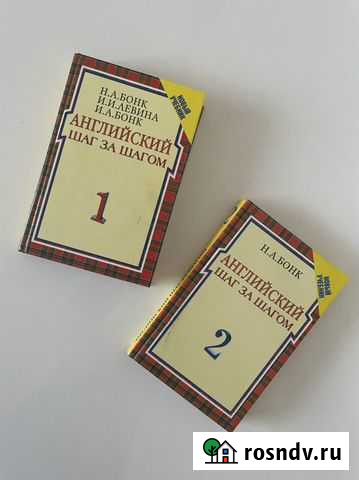 Н.А.БОНК
И.И.ЛЕВИНА
И.А.БОНК
АНГЛИЙСКИЙ
ШАГ ЗА ШАГОМ
1
Н.А.БОНК
АНГЛИЙСКИЙ
ШАГ ЗА ШАГОМ
2
rosndv.ru